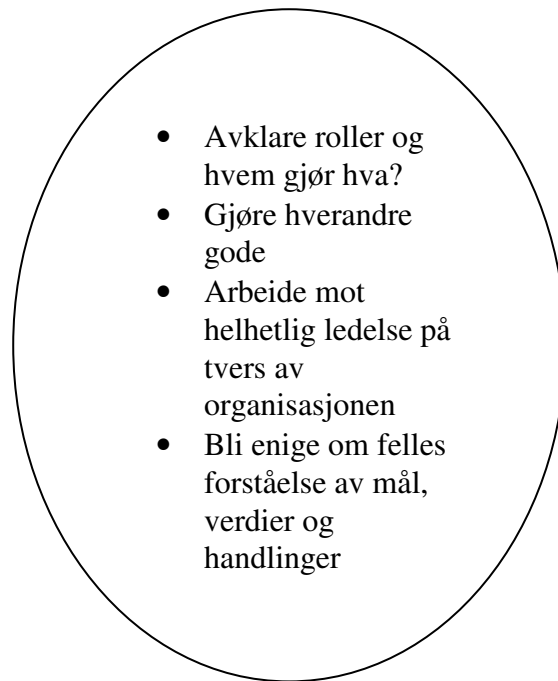 • Avklare roller og
hvem gjør hva?
• Gjøre hverandre
gode
• Arbeide mot
helhetlig ledelse på
tvers av
organisasjonen
• Bli enige om felles
forståelse av mål,
verdier og
handlinger